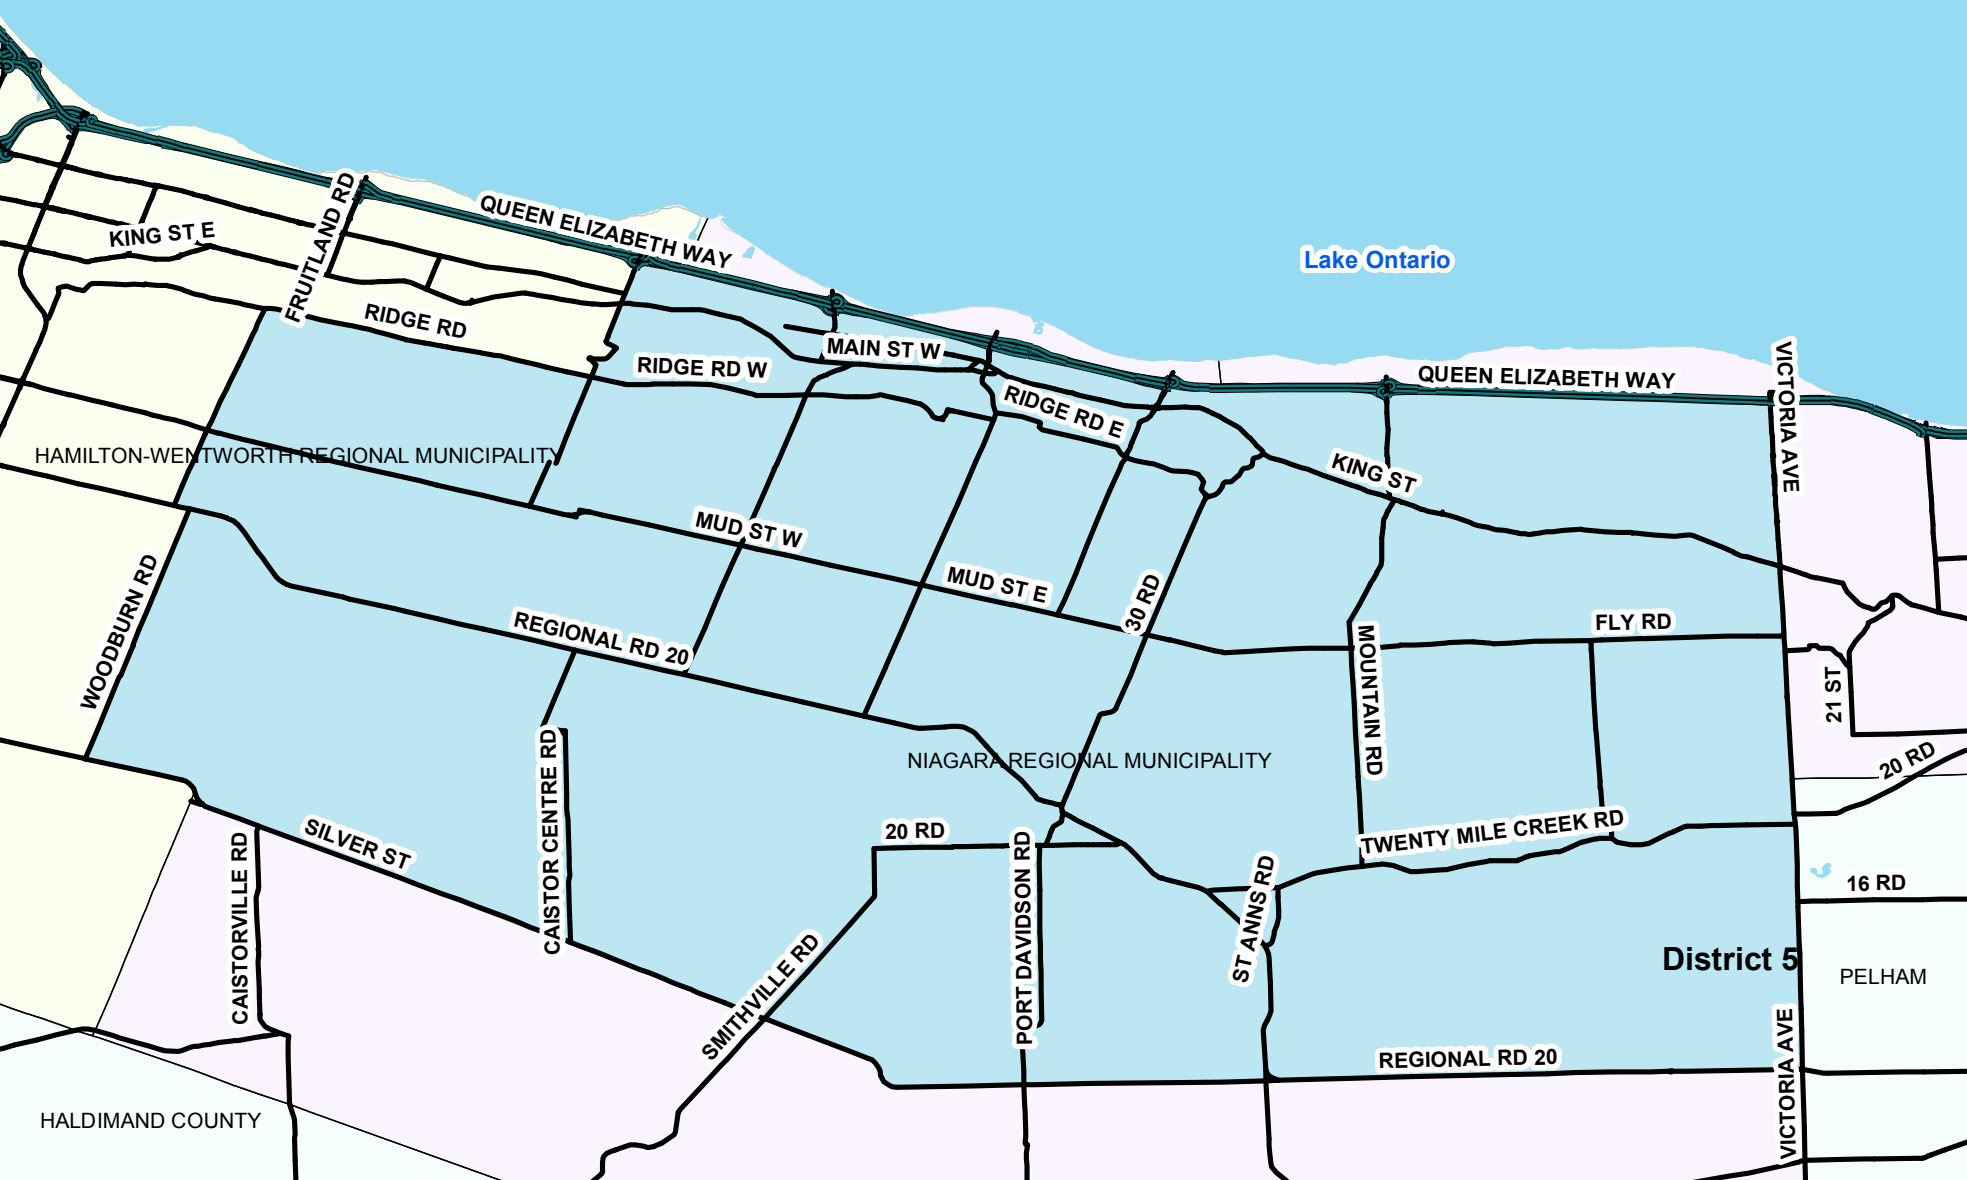 QUEEN ELIZABETH WAY
KING ST E
FRUITLAND RD
Lake Ontario
RIDGE RD
RIDGE RD W
MAIN ST W
RIDGE RD E
QUEEN ELIZABETH WAY
VICTORIA AVE
HAMILTON-WENTWORTH REGIONAL MUNICIPALITY
KING ST
MUD ST W
MUD ST E
30 RD
WOODBURN RD
REGIONAL RD 20
FLY RD
MOUNTAIN RD
21 ST
20 RD
NIAGARA REGIONAL MUNICIPALITY
CAISTOR CENTRE RD
SILVER ST
CAISTORVILLE RD
20 RD
PORT DAVIDSON RD
TWENTY MILE CREEK RD
ST ANNS RD
16 RD
SMITHVILLE RD
District 5
PELHAM
REGIONAL RD 20
VICTORIA AVE
HALDIMAND COUNTY